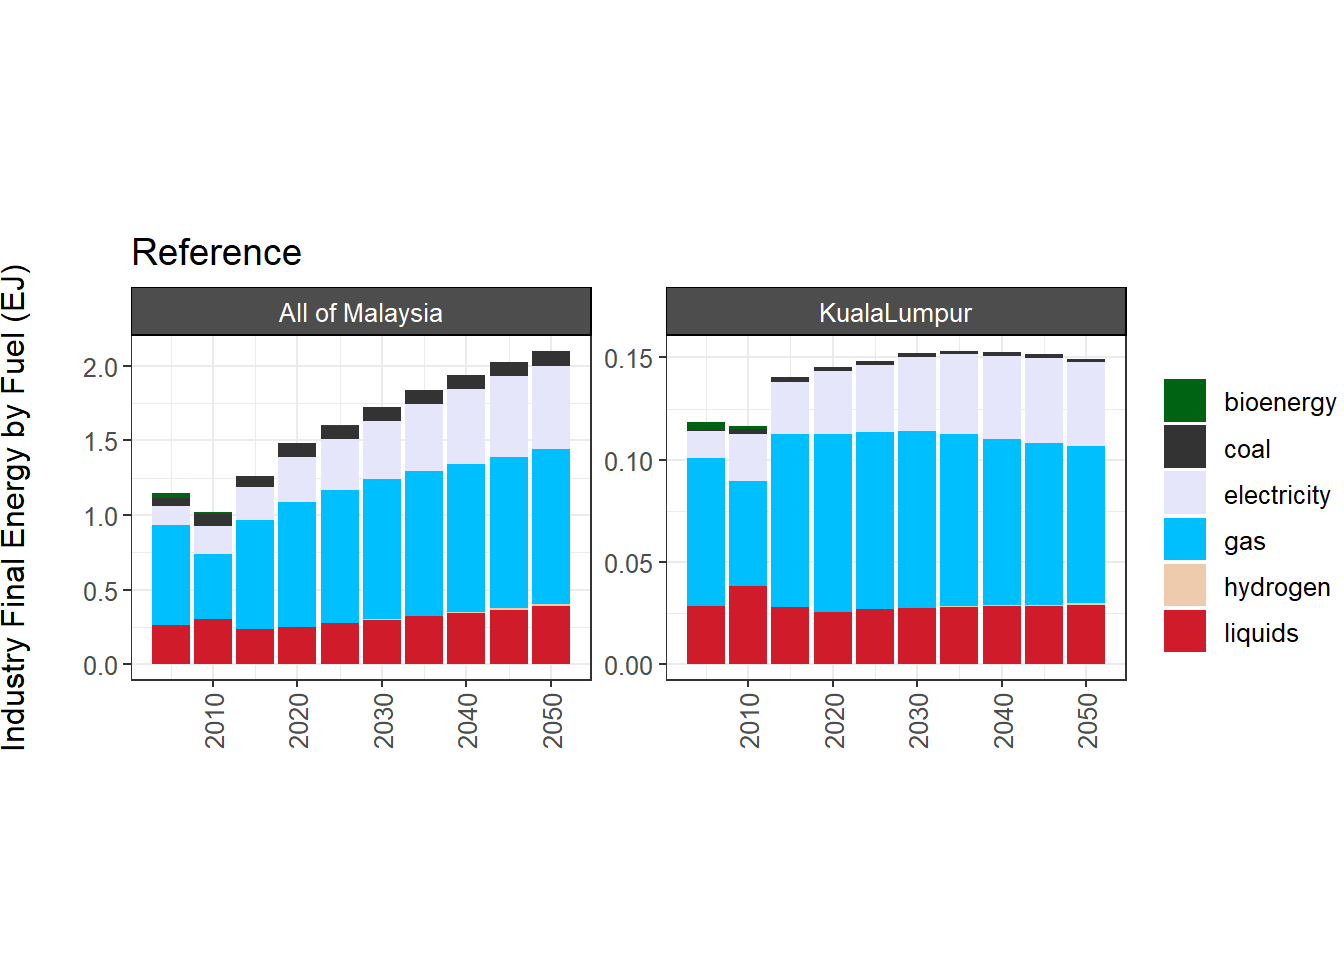 Reference
Industry Final Energy by Fuel (EJ)
All of Malaysia
2.0
1.5
1.0
0.5
0.0
2010
2020
2030
2040
2050
KualaLumpur
0.15
0.10
0.05
0.00
2010
2020
2030
2040
2050
bioenergy
coal
electricity
gas
hydrogen
liquids